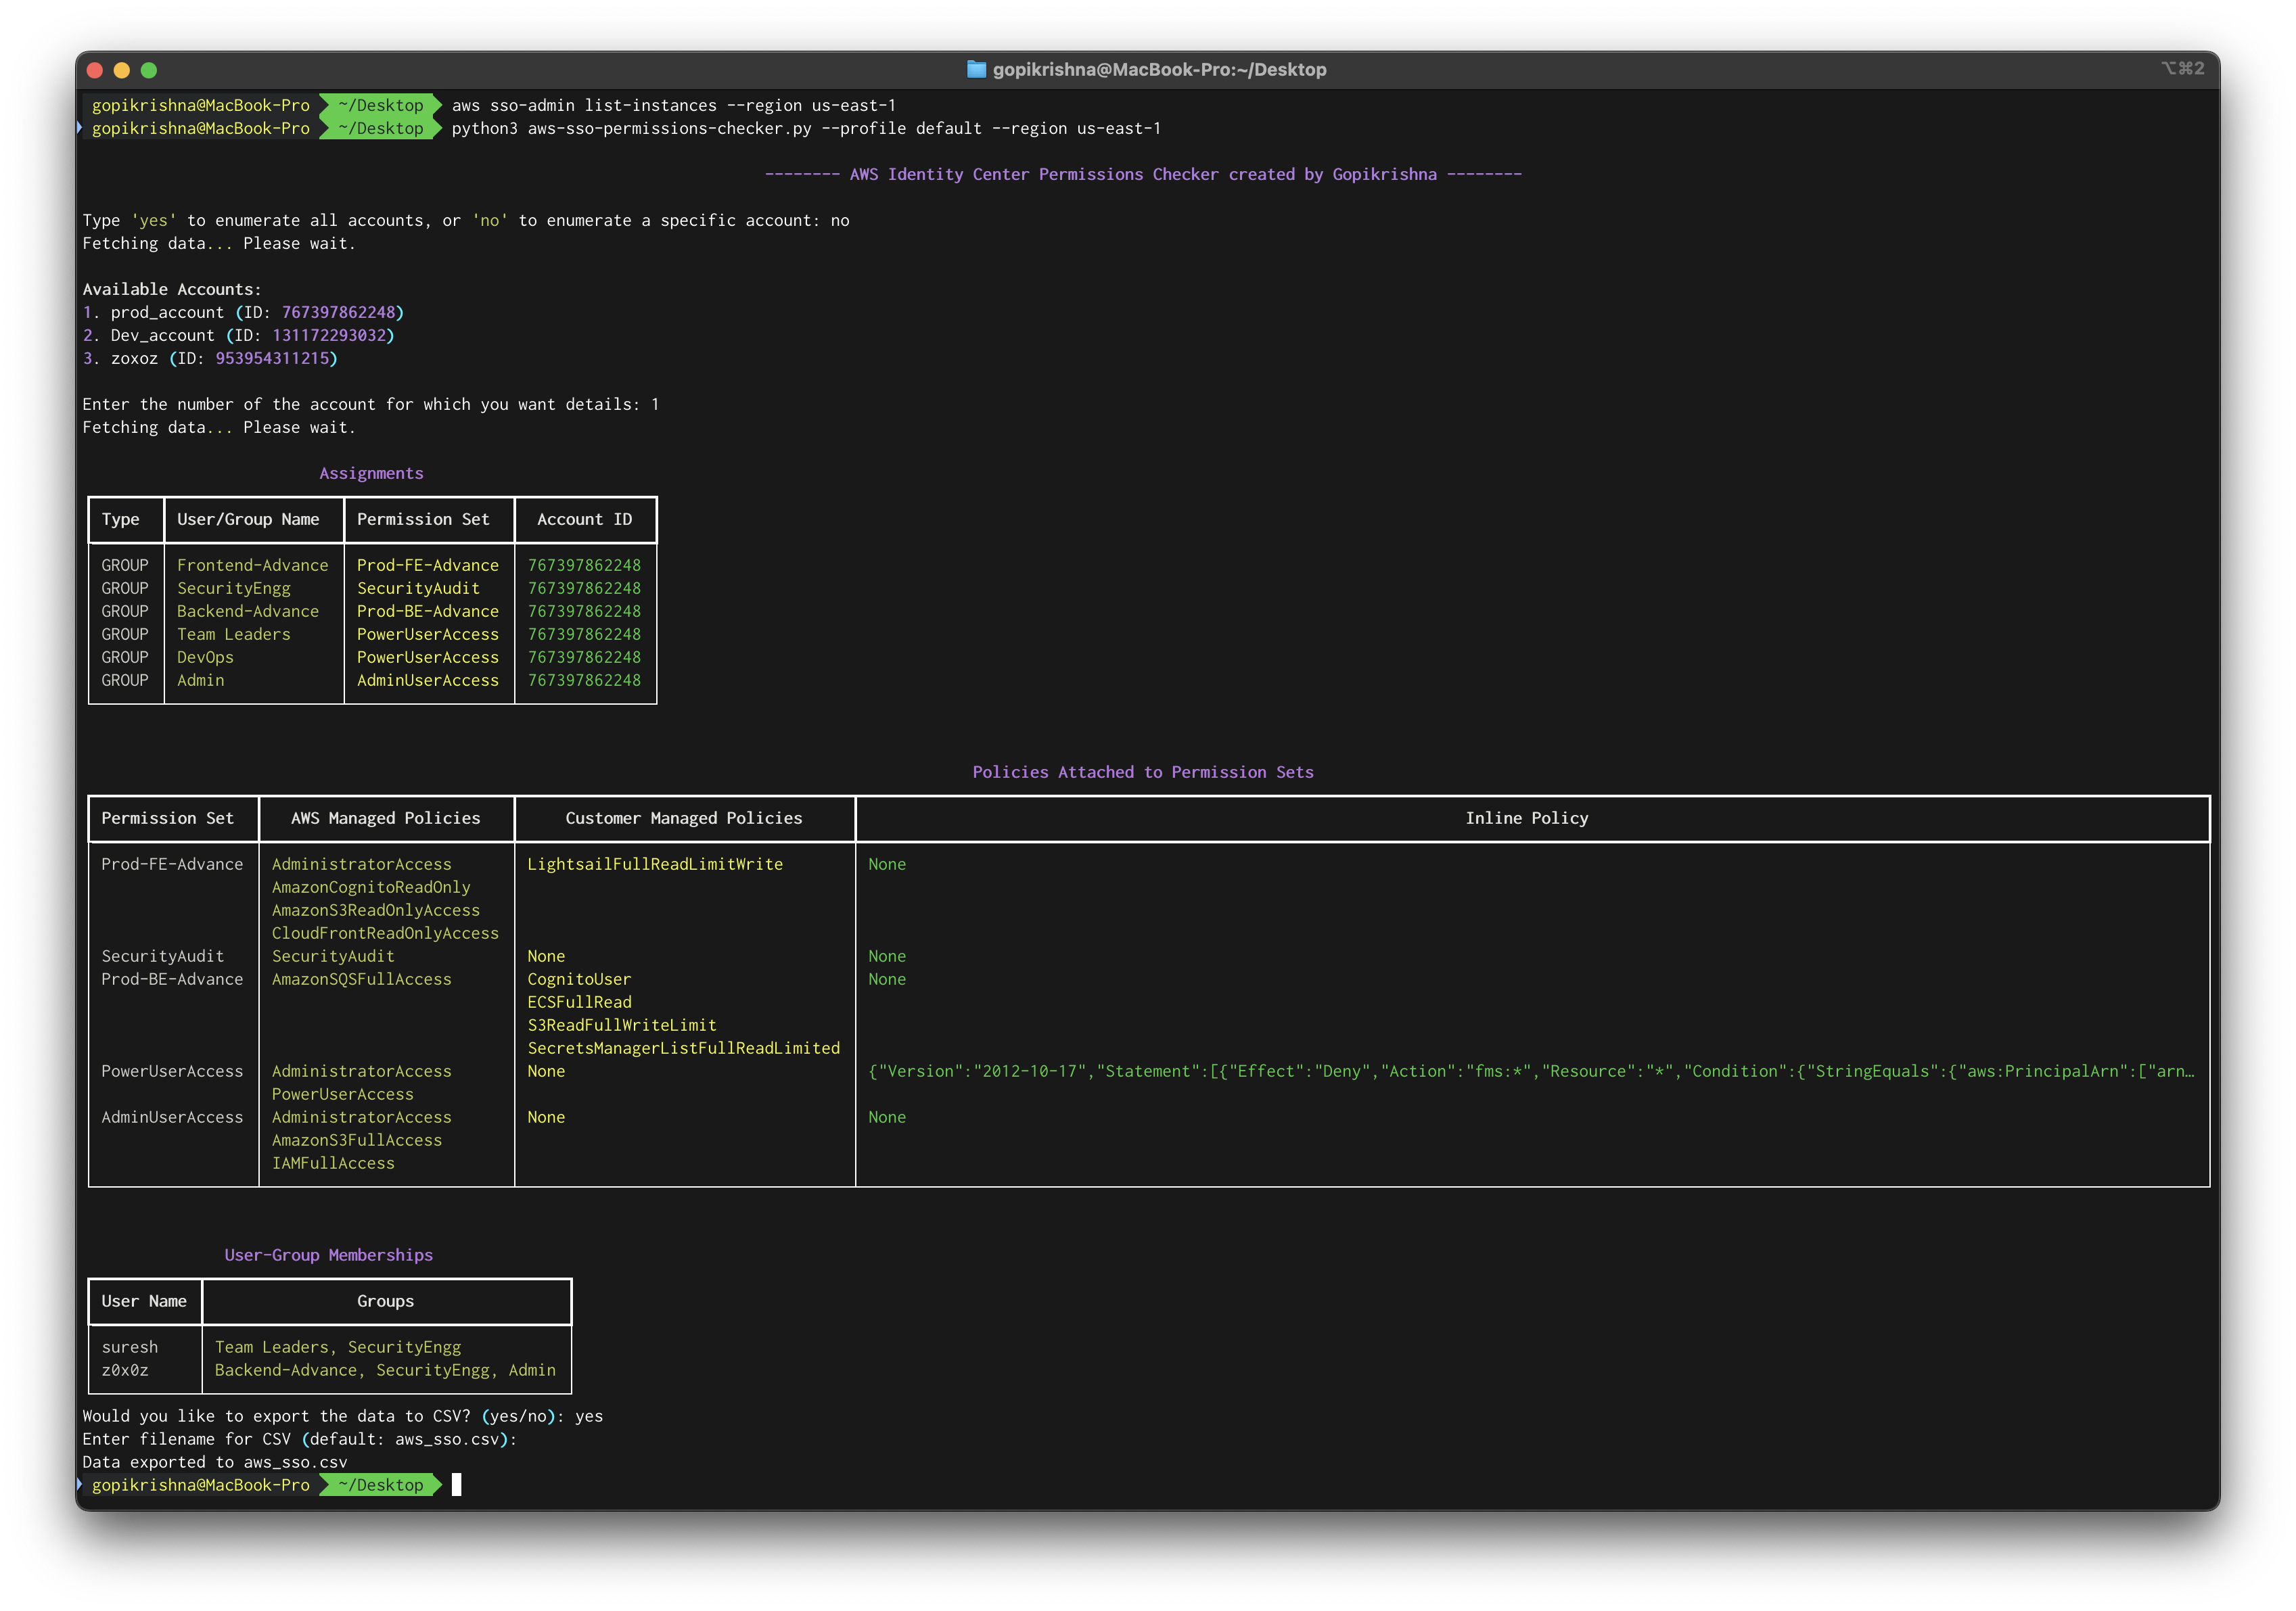 gopikrishna@MacBook-Pro:~/Desktop
⌥⌘2
gopikrishna@MacBook-Pro ~/Desktop aws sso-admin list-instances --region us-east-1
gopikrishna@MacBook-Pro ~/Desktop python3 aws-sso-permissions-checker.py --profile default --region us-east-1
-------- AWS Identity Center Permissions Checker created by Gopikrishna --------
Type 'yes' to enumerate all accounts, or 'no' to enumerate a specific account: no
Fetching data... Please wait.
Available Accounts:
1. prod_account (ID: 767397862248)
2. Dev_account (ID: 131172293032)
3. zoxoz (ID: 953954311215)
Enter the number of the account for which you want details: 1
Fetching data... Please wait.
Assignments
Type User/Group Name Permission Set Account ID
GROUP Frontend-Advance Prod-FE-Advance 767397862248
GROUP SecurityEngg SecurityAudit 767397862248
GROUP Backend-Advance Prod-BE-Advance 767397862248
GROUP Team Leaders PowerUserAccess 767397862248
GROUP DevOps PowerUserAccess 767397862248
GROUP Admin AdminUserAccess 767397862248
Policies Attached to Permission Sets
Permission Set AWS Managed Policies Customer Managed Policies Inline Policy
Prod-FE-Advance AdministratorAccess LightsailFullReadLimitWrite None
AmazonCognitoReadOnly
AmazonS3ReadOnlyAccess
CloudFrontReadOnlyAccess
SecurityAudit SecurityAudit None None
Prod-BE-Advance AmazonSQSFullAccess CognitoUser None
ECSFullRead
S3ReadFullWriteLimit
SecretsManagerListFullReadLimited
PowerUserAccess AdministratorAccess None {"Version":"2012-10-17","Statement":[{"Effect":"Deny","Action":"fms:*","Resource":"*","Condition":{"StringEquals":{"aws:PrincipalArn":["arn…
PowerUserAccess
AdminUserAccess AdministratorAccess None None
AmazonS3FullAccess
IAMFullAccess
User-Group Memberships
User Name Groups
suresh Team Leaders, SecurityEngg
z0x0z Backend-Advance, SecurityEngg, Admin
Would you like to export the data to CSV? (yes/no): yes
Enter filename for CSV (default: aws_sso.csv):
Data exported to aws_sso.csv
gopikrishna@MacBook-Pro ~/Desktop